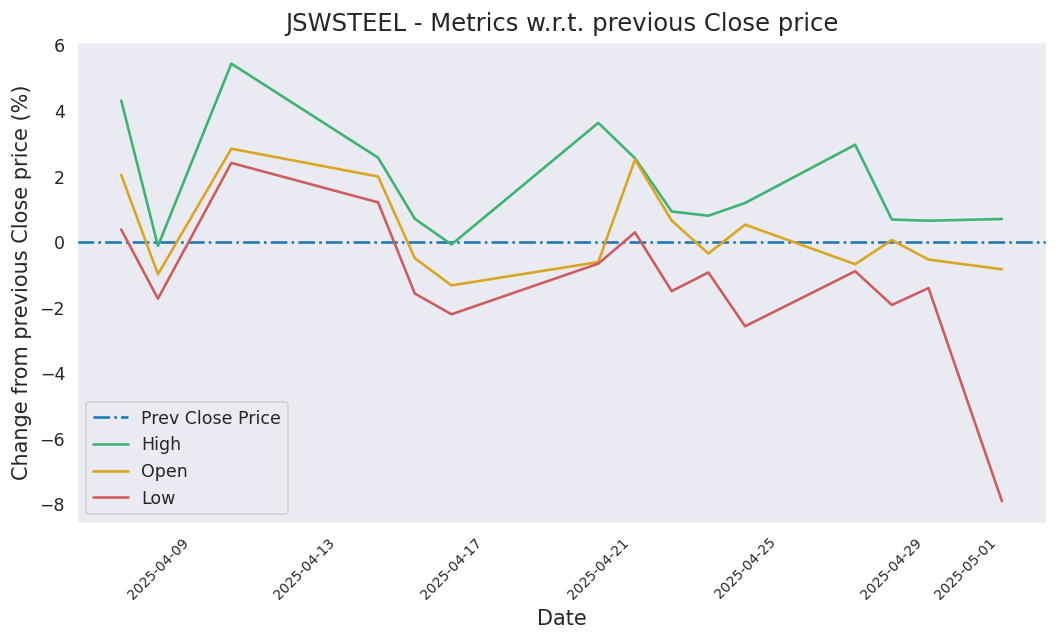 JSWSTEEL - Metrics w.r.t. previous Close price
Change from previous Close price (%)
6
4
2
0
−2
−4
−6
−8
Prev Close Price
High
Open
Low
2025-04-09
2025-04-13
2025-04-17
2025-04-21
2025-04-25
2025-04-29
2025-05-01
Date